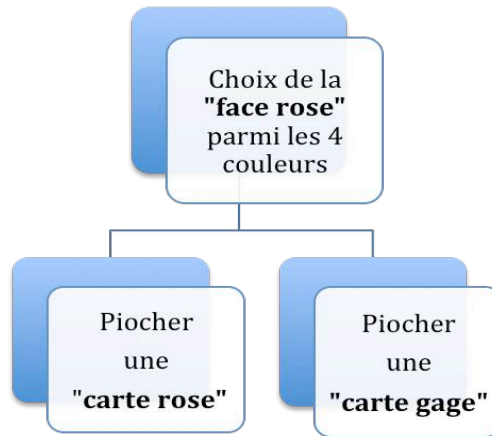 Choix de la
"face rose"
parmi les 4
couleurs
Piocher
une
"carte rose"
Piocher
une
"carte gage"